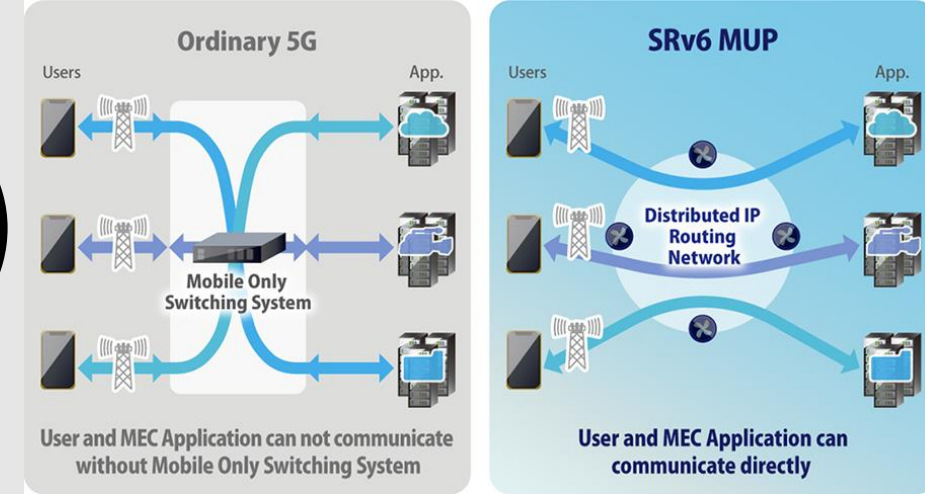 Ordinary 5G
Users
App.
Mobile Only
Switching System
User and MEC Application can not communicate
without Mobile Only Switching System
SRv6 MUP
Users
App.
Distributed IP
Routing
Network
User and MEC Application can
communicate directly